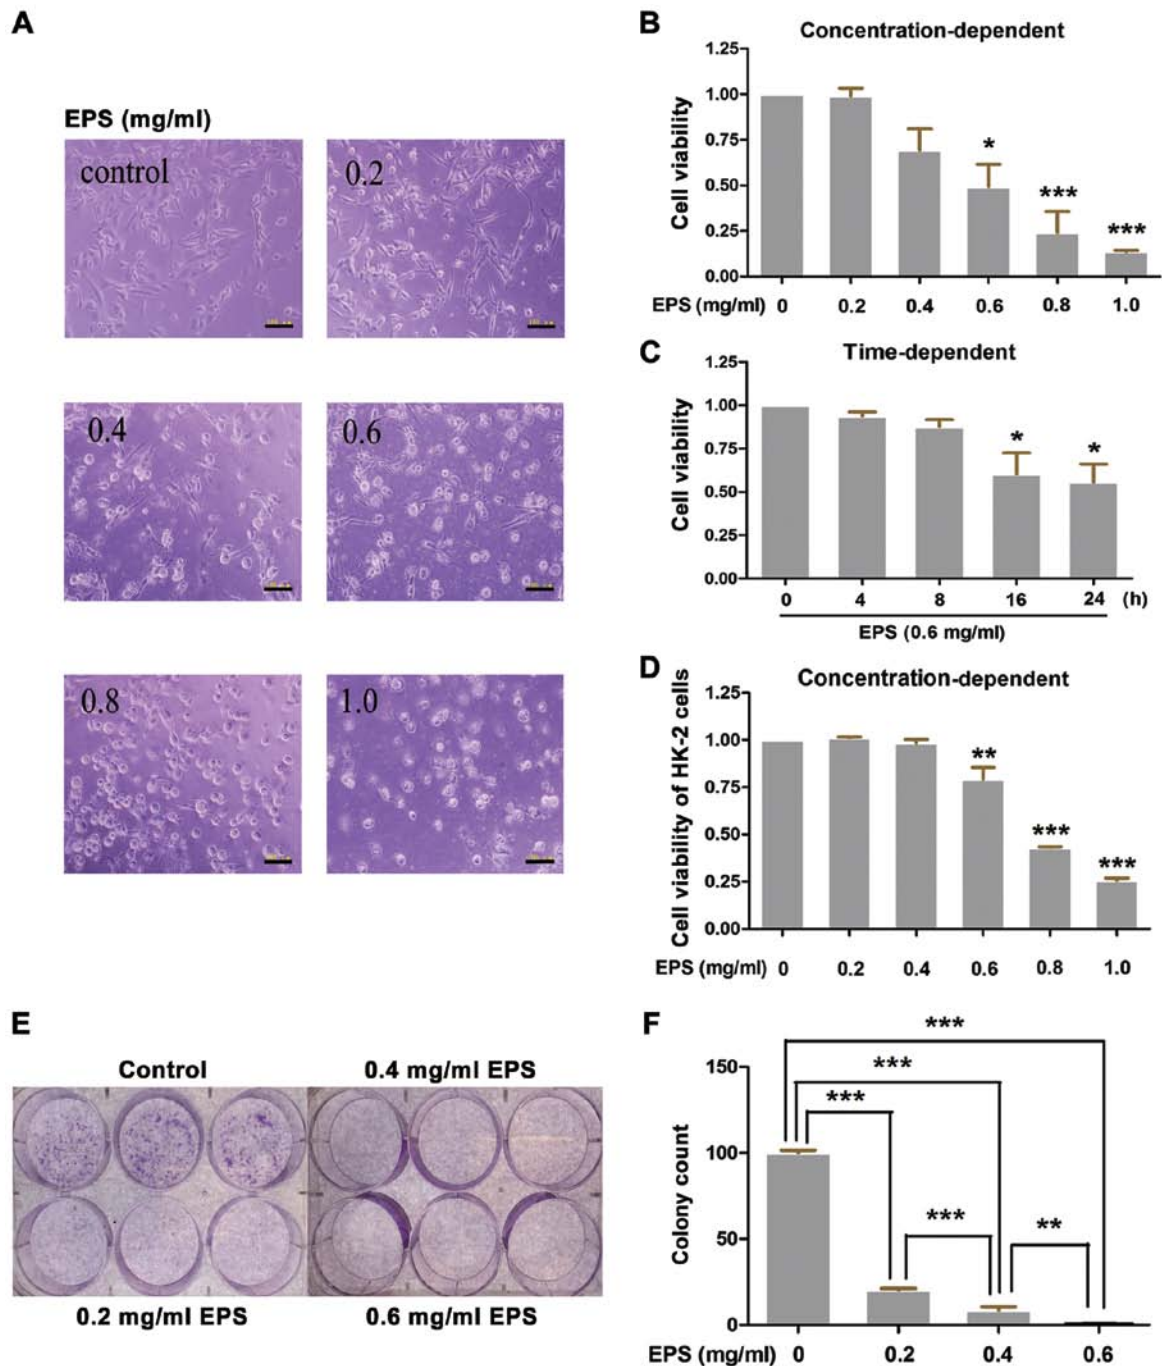 A
EPS (mg/ml)
control
0.2
0.4
0.6
0.8
1.0
B
Concentration-dependent
Cell viability
1.25
1.00
0.75
0.50
0.25
0.00
*
***
***
EPS (mg/ml) 0 0.2 0.4 0.6 0.8 1.0
C
Time-dependent
Cell viability
1.25
1.00
0.75
0.50
0.25
0.00
*
*
0 4 8 16 24 (h)
EPS (0.6 mg/ml)
D
Concentration-dependent
Cell viability of HK-2 cells
1.25
1.00
0.75
0.50
0.25
0.00
**
***
***
EPS (mg/ml) 0 0.2 0.4 0.6 0.8 1.0
E
Control 0.4 mg/ml EPS
0.2 mg/ml EPS 0.6 mg/ml EPS
F
Colony count
150
100
50
0
***
***
***
***
**
EPS (mg/ml) 0 0.2 0.4 0.6